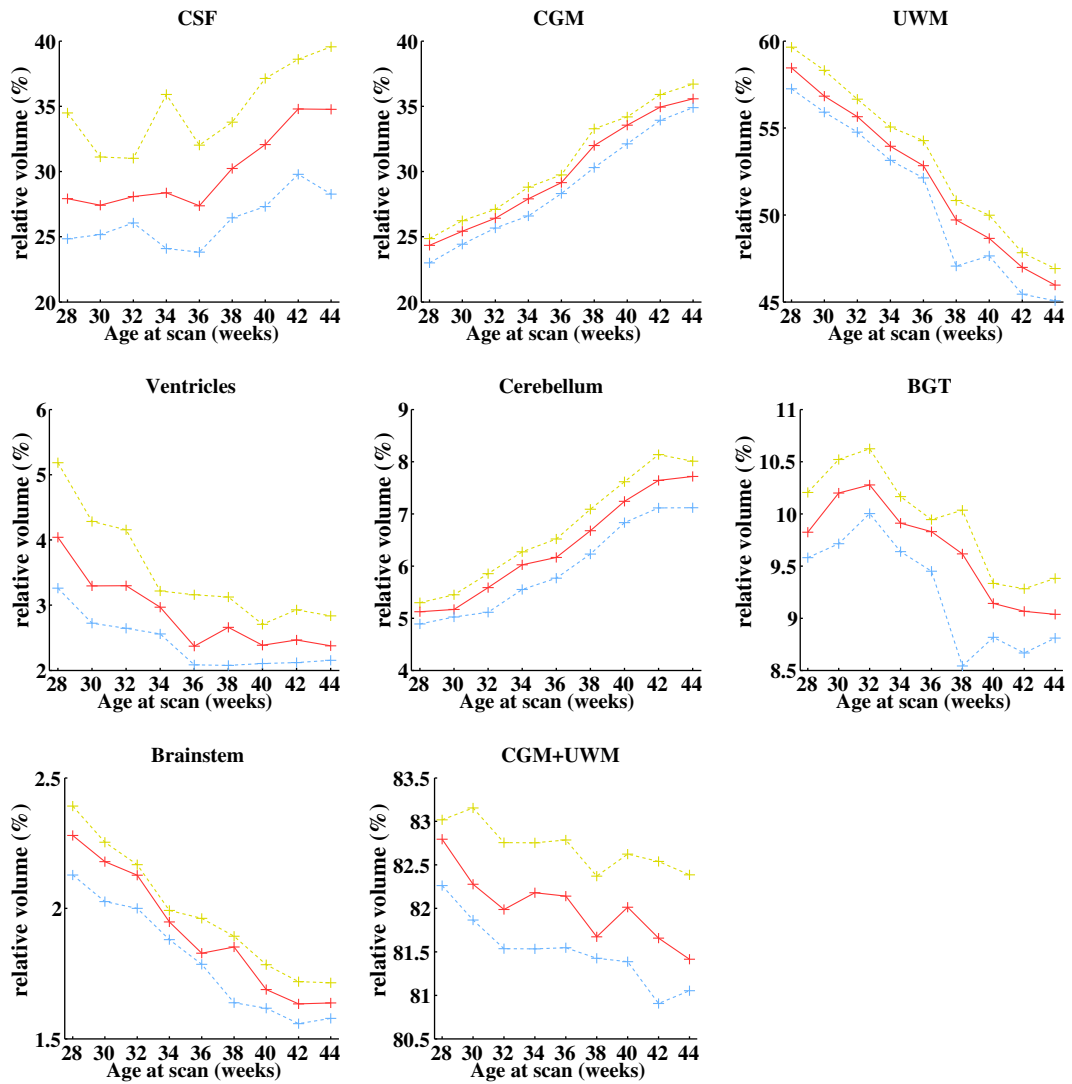 CSF
relative volume (%)
40
35
30
25
20
28 30 32 34 36 38 40 42 44
Age at scan (weeks)
CGM
relative volume (%)
40
35
30
25
20
28 30 32 34 36 38 40 42 44
Age at scan (weeks)
UWM
relative volume (%)
60
55
50
45
28 30 32 34 36 38 40 42 44
Age at scan (weeks)
Ventricles
relative volume (%)
6
5
4
3
2
28 30 32 34 36 38 40 42 44
Age at scan (weeks)
Cerebellum
relative volume (%)
9
8
7
6
5
4
28 30 32 34 36 38 40 42 44
Age at scan (weeks)
BGT
relative volume (%)
11
10.5
10
9.5
9
8.5
28 30 32 34 36 38 40 42 44
Age at scan (weeks)
Brainstem
relative volume (%)
2.5
2
1.5
28 30 32 34 36 38 40 42 44
Age at scan (weeks)
CGM+UWM
relative volume (%)
83.5
83
82.5
82
81.5
81
80.5
28 30 32 34 36 38 40 42 44
Age at scan (weeks)